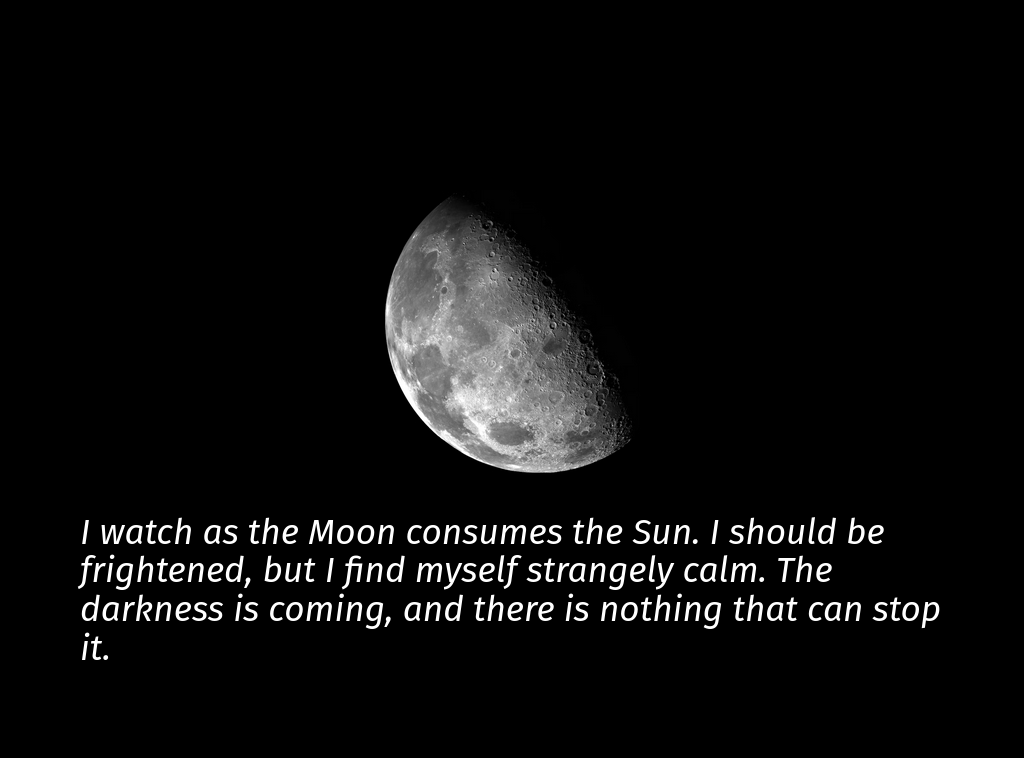 I watch as the Moon consumes the Sun. I should be
frightened, but I find myself strangely calm. The
darkness is coming, and there is nothing that can stop
it.